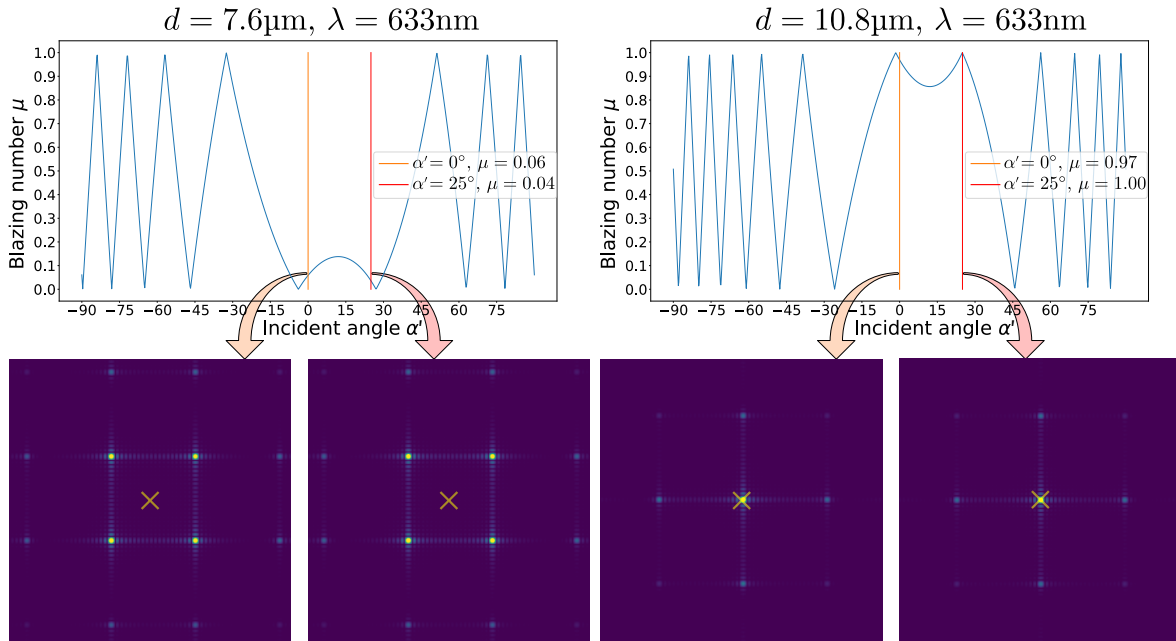 d = 7.6µm, λ = 633nm
Blazing number μ
1.0
0.9
0.8
0.7
0.6
0.5
0.4
0.3
0.2
0.1
0.0
α′ = 0°, μ = 0.06
α′ = 25°, μ = 0.04
−90 −75 −60 −45 −30 −15 0 15 30 45 60 75
Incident angle α'
d = 10.8µm, λ = 633nm
Blazing number μ
1.0
0.9
0.8
0.7
0.6
0.5
0.4
0.3
0.2
0.1
0.0
α′ = 0°, μ = 0.97
α′ = 25°, μ = 1.00
−90 −75 −60 −45 −30 −15 0 15 30 45 60 75
Incident angle α'